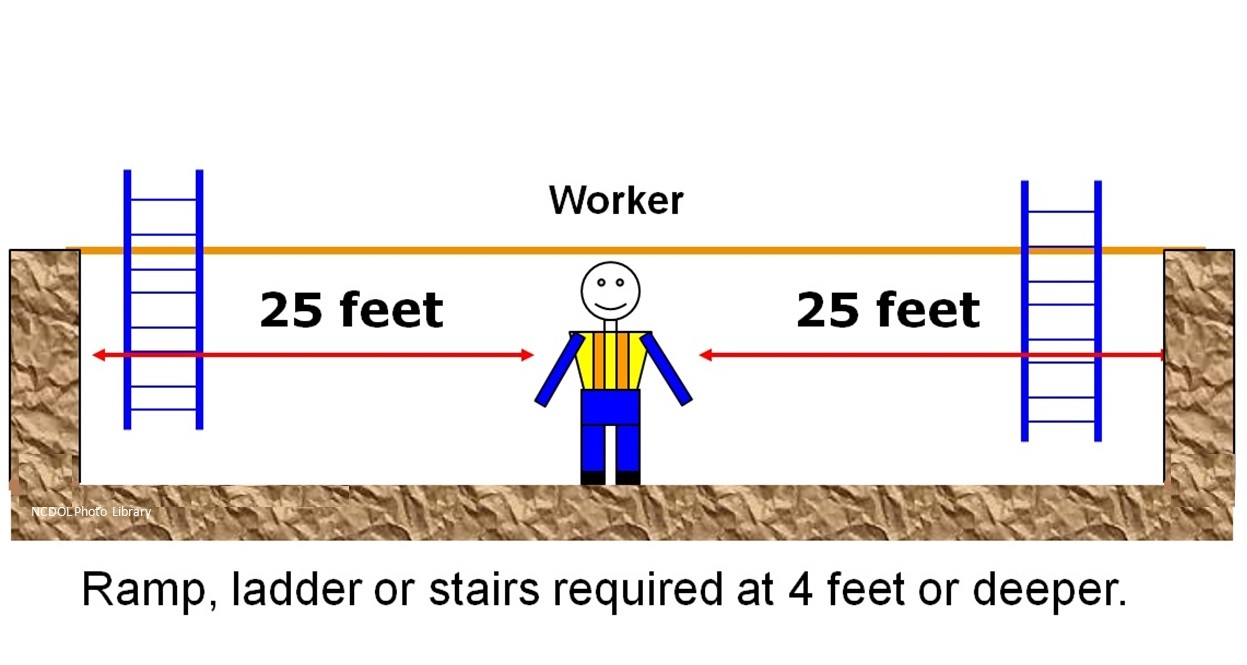 Worker
25 feet
25 feet
NCDOL Photo Library
Ramp, ladder or stairs required at 4 feet or deeper.